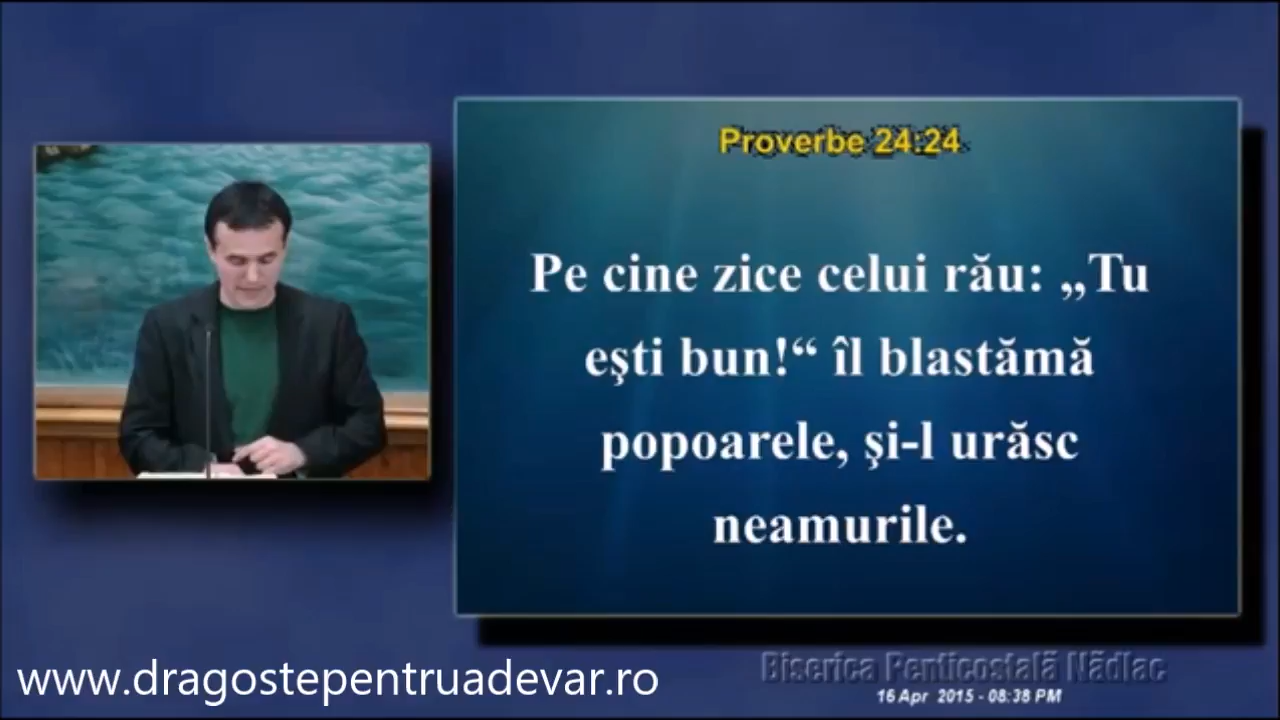 Proverbe 24:24
Pe cine zice celui rău: „Tu
eşti bun!“ îl blastămă
popoarele, şi-l urăsc
neamurile.
www.dragostepentruadevar.ro
Biserica Penticostală Nădlac
16 Apr 2015 - 08:38 PM